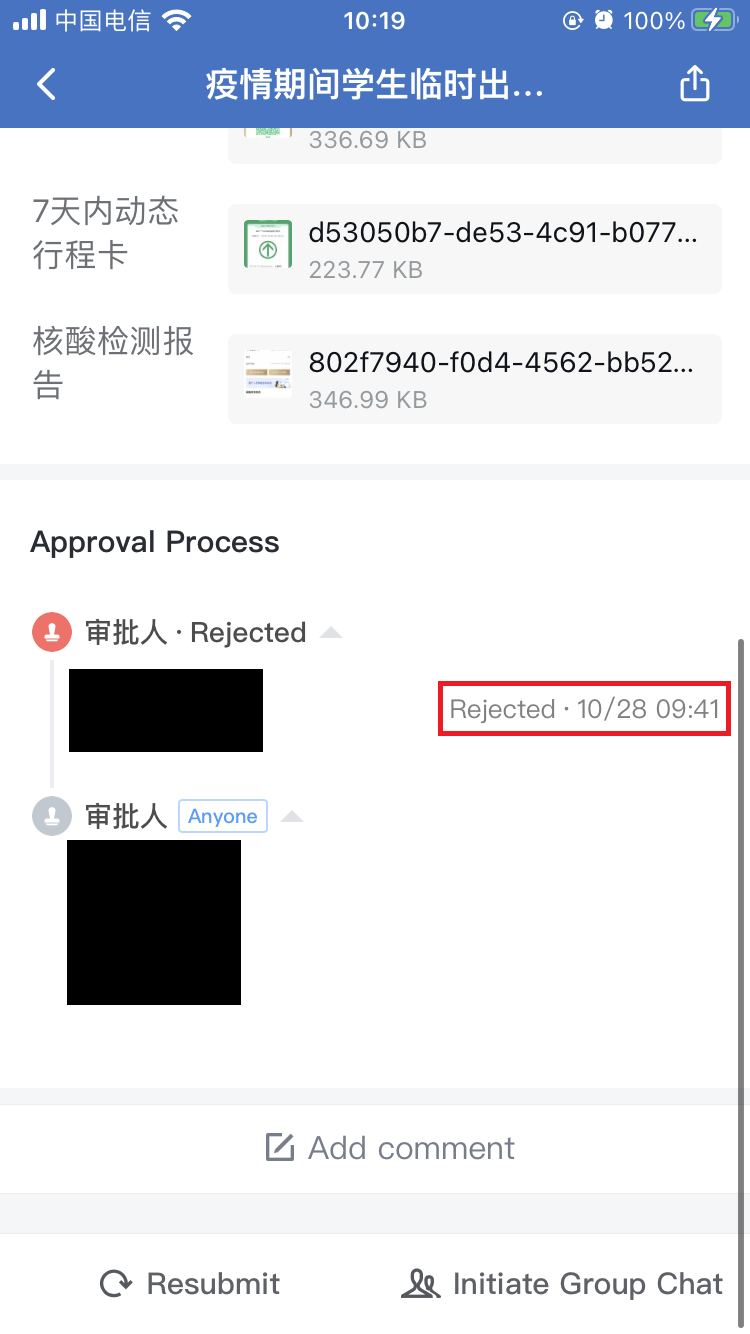 中国电信 10:19 100%
疫情期间学生临时出...
336.69 KB
7天内动态
行程卡
d53050b7-de53-4c91-b077...
223.77 KB
核酸检测报
告
802f7940-f0d4-4562-bb52...
346.99 KB
Approval Process
审批人 · Rejected
Rejected · 10/28 09:41
审批人 Anyone
Add comment
Resubmit Initiate Group Chat